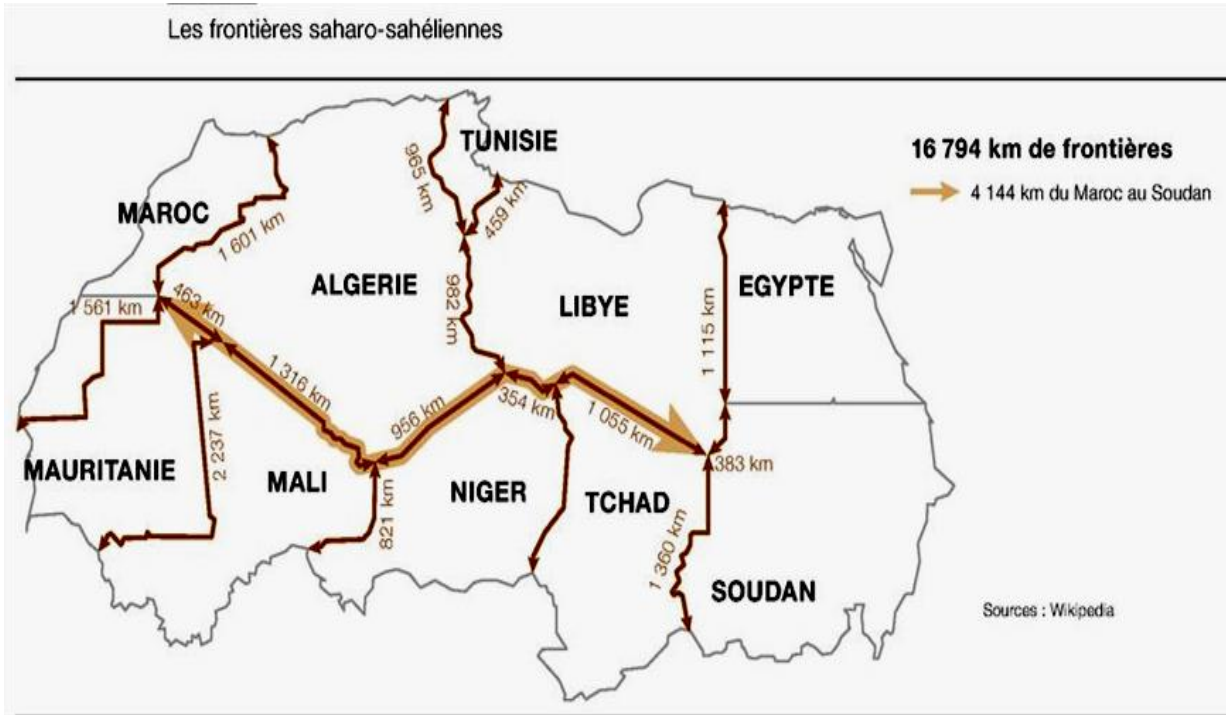 Les frontières saharo-sahéliennes
16 794 km de frontières
4 144 km du Maroc au Soudan
TUNISIE
965 km
459 km
MAROC
1 601 km
ALGERIE
982 km
LIBYE
EGYPTE
1 115 km
1 561 km
463 km
1 316 km
956 km
354 km
1 055 km
383 km
MAURITANIE
2 237 km
MALI
821 km
NIGER
TCHAD
1 360 km
SOUDAN
Sources : Wikipedia